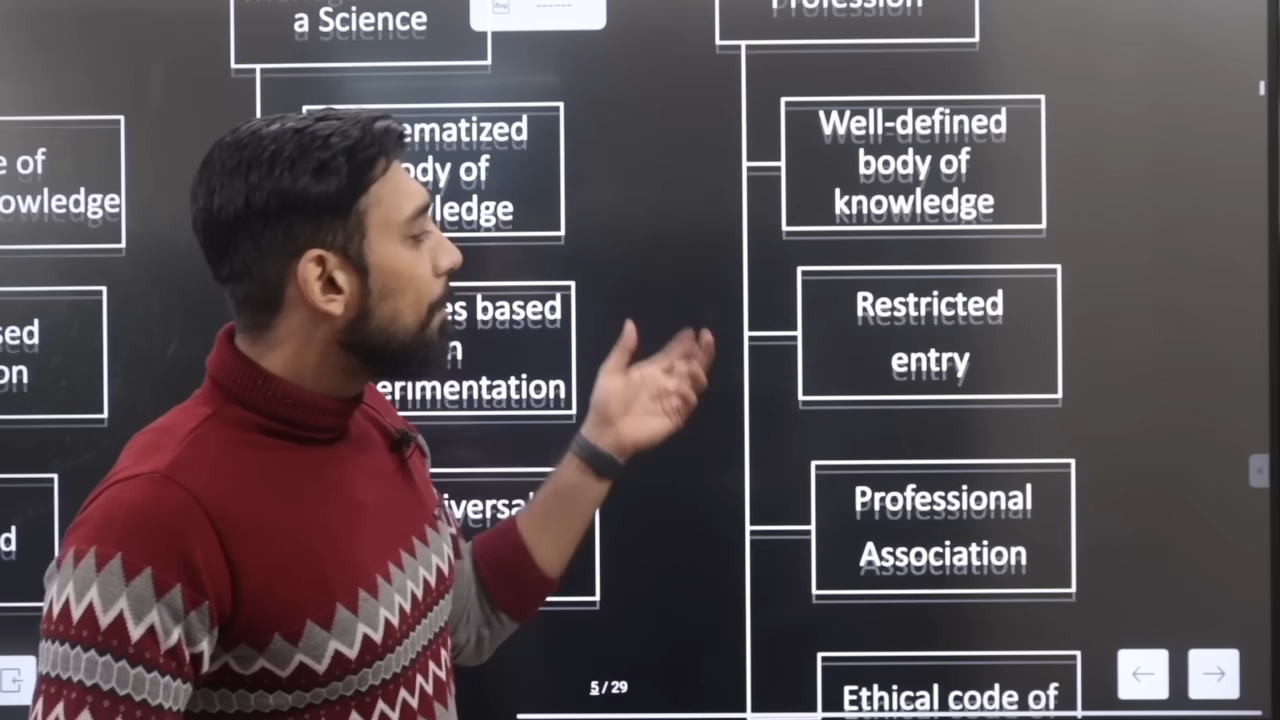 a Science
Profession
e of
owledge
sed
on
d
ematized
ody of
ledge
es based
n
erimentation
iversal
Well-defined
body of
knowledge
Restricted
entry
Professional
Association
Ethical code of
5 / 29